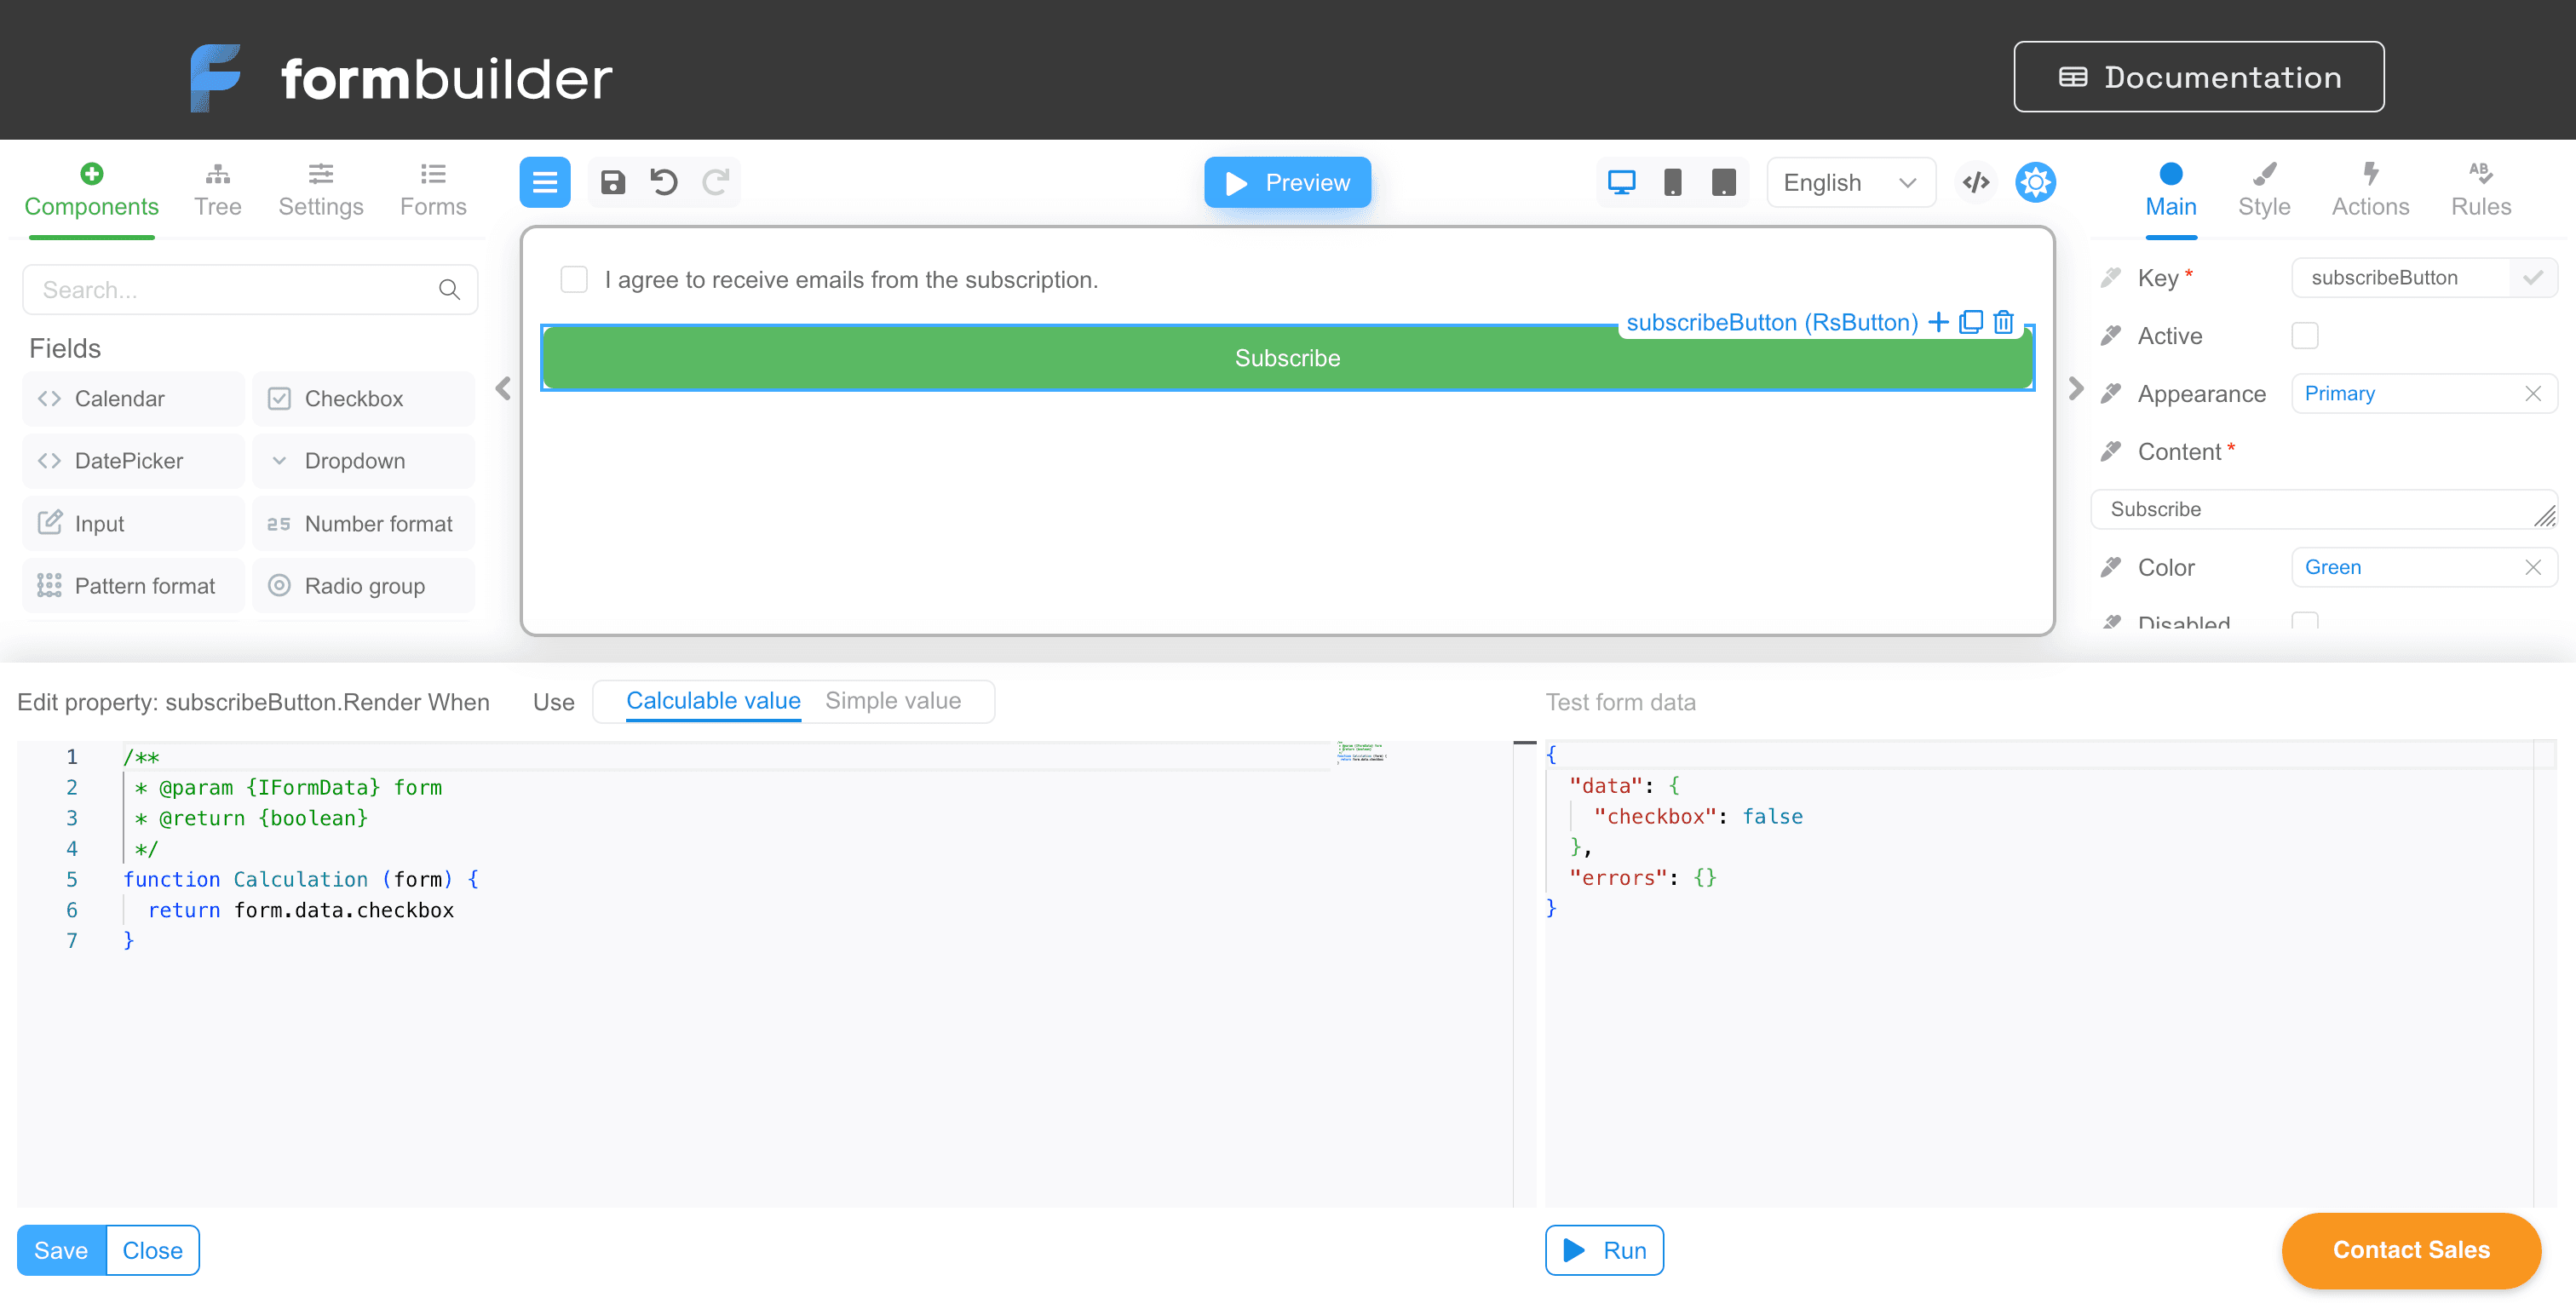 formbuilder
Documentation
Components Tree Settings Forms
Preview
English
Main Style Actions Rules
Search...
Fields
Calendar Checkbox
DatePicker Dropdown
Input 25 Number format
Pattern format Radio group
I agree to receive emails from the subscription.
subscribeButton (RsButton)
Subscribe
Key * subscribeButton
Active
Appearance Primary
Content *
Subscribe
Color Green
Disabled
Edit property: subscribeButton.Render When Use Calculable value Simple value
1 /**
2 * @param {IFormData} form
3 * @return {boolean}
4 */
5 function Calculation (form) {
6 return form.data.checkbox
7 }
Test form data
{
"data": {
"checkbox": false
},
"errors": {}
}
Save Close
Run
Contact Sales